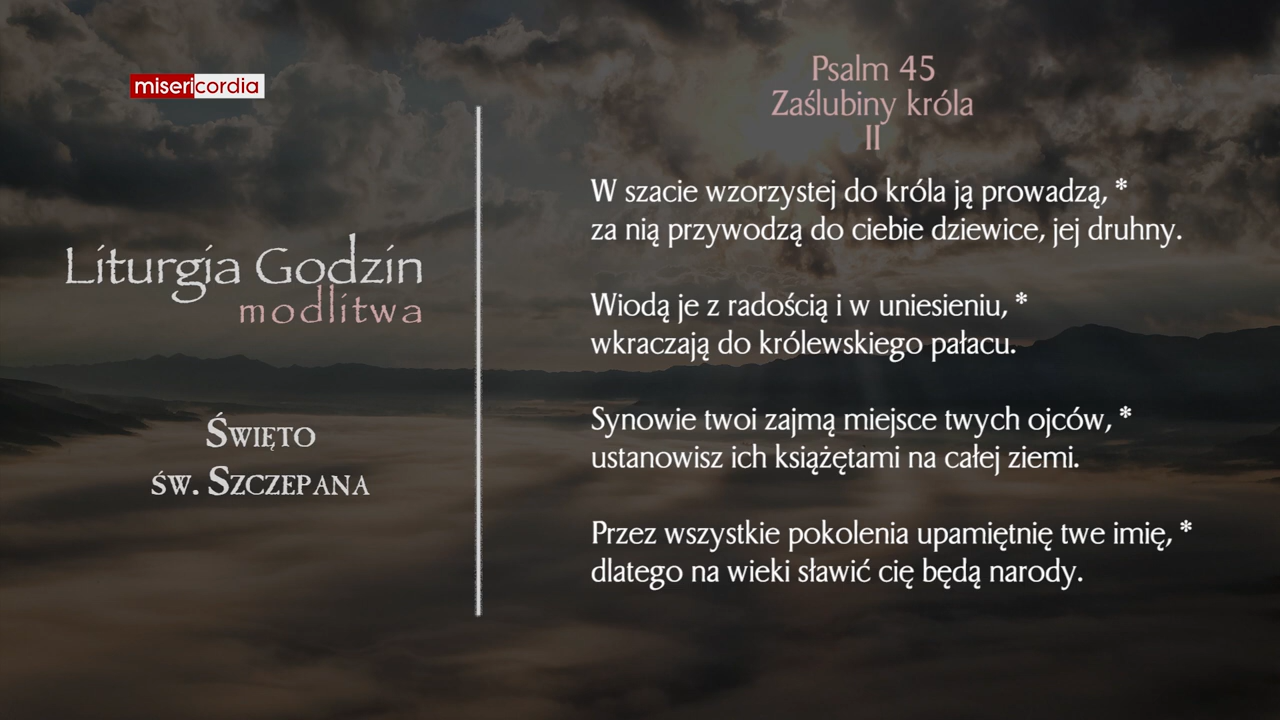 misericordia
Liturgia Godzin
modlitwa
Święto
św. Szczepana
Psalm 45
Zaślubiny króla
II
W szacie wzorzystej do króla ją prowadzą, *
za nią przywodzą do ciebie dziewice, jej druhny.
Wiodą je z radością i w uniesieniu, *
wkraczają do królewskiego pałacu.
Synowie twoi zajmą miejsce twych ojców, *
ustanowisz ich książętami na całej ziemi.
Przez wszystkie pokolenia upamiętnię twe imię, *
dlatego na wieki sławić cię będą narody.